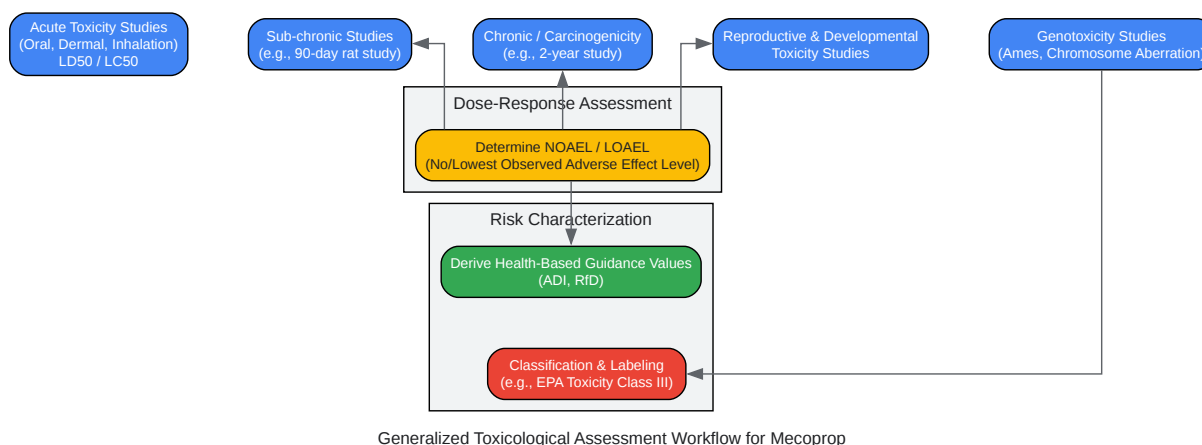 Acute Toxicity Studies
(Oral, Dermal, Inhalation)
LD50 / LC50
Sub-chronic Studies
(e.g., 90-day rat study)
Chronic / Carcinogenicity
(e.g., 2-year study)
Reproductive & Developmental
Toxicity Studies
Genotoxicity Studies
(Ames, Chromosome Aberration)
Dose-Response Assessment
Determine NOAEL / LOAEL
(No/Lowest Observed Adverse Effect Level)
Risk Characterization
Derive Health-Based Guidance Values
(ADI, RfD)
Classification & Labeling
(e.g., EPA Toxicity Class III)
Generalized Toxicological Assessment Workflow for Mecoprop